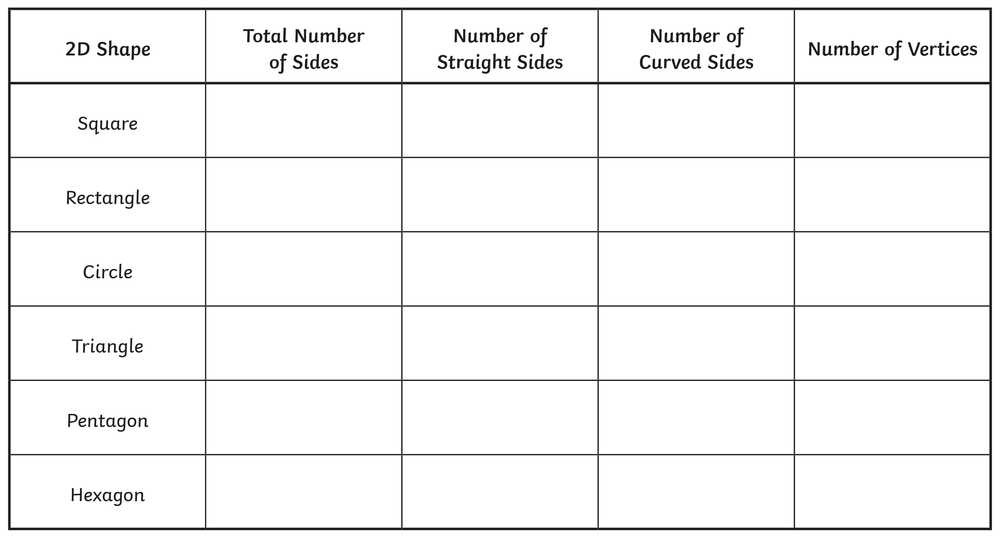 2D Shape
Total Number
of Sides
Number of
Straight Sides
Number of
Curved Sides
Number of Vertices
Square
Rectangle
Circle
Triangle
Pentagon
Hexagon